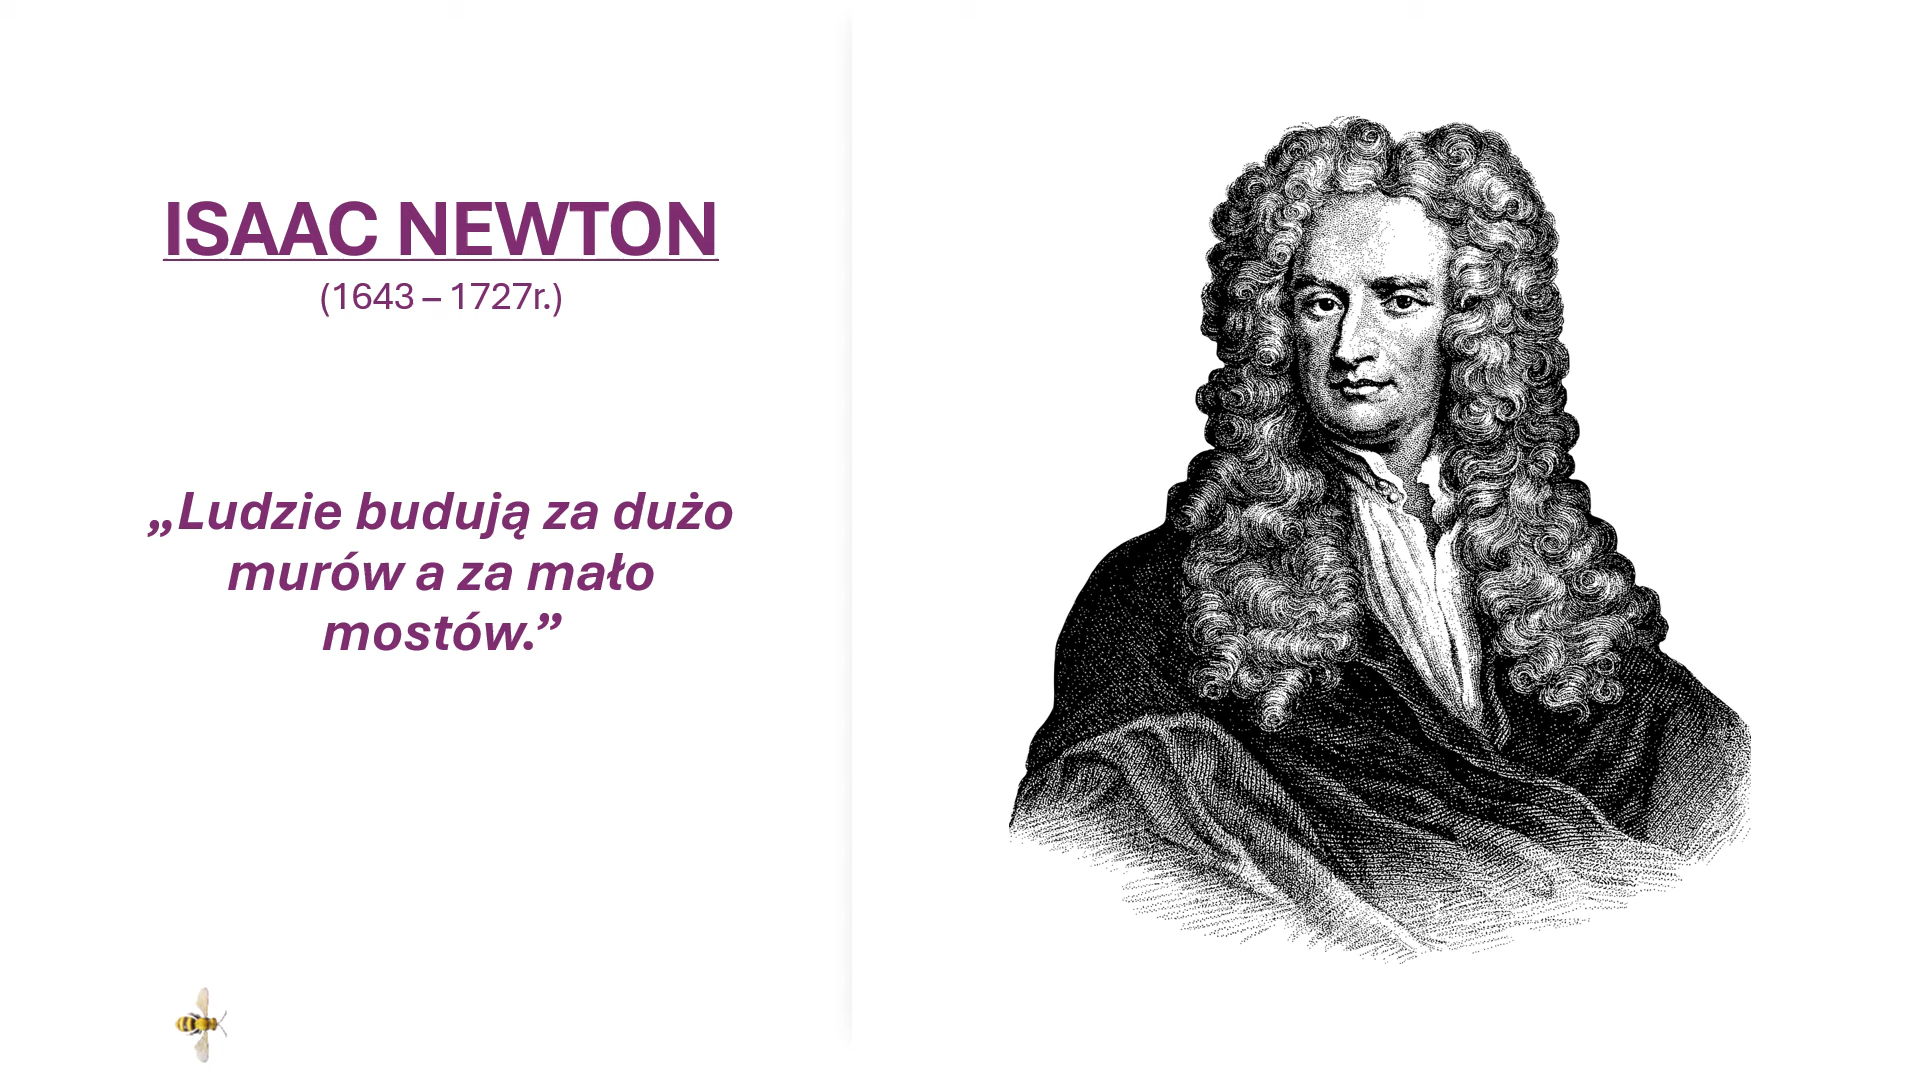 ISAAC NEWTON
(1643 – 1727r.)
„Ludzie budują za dużo
murów a za mało
mostów.”